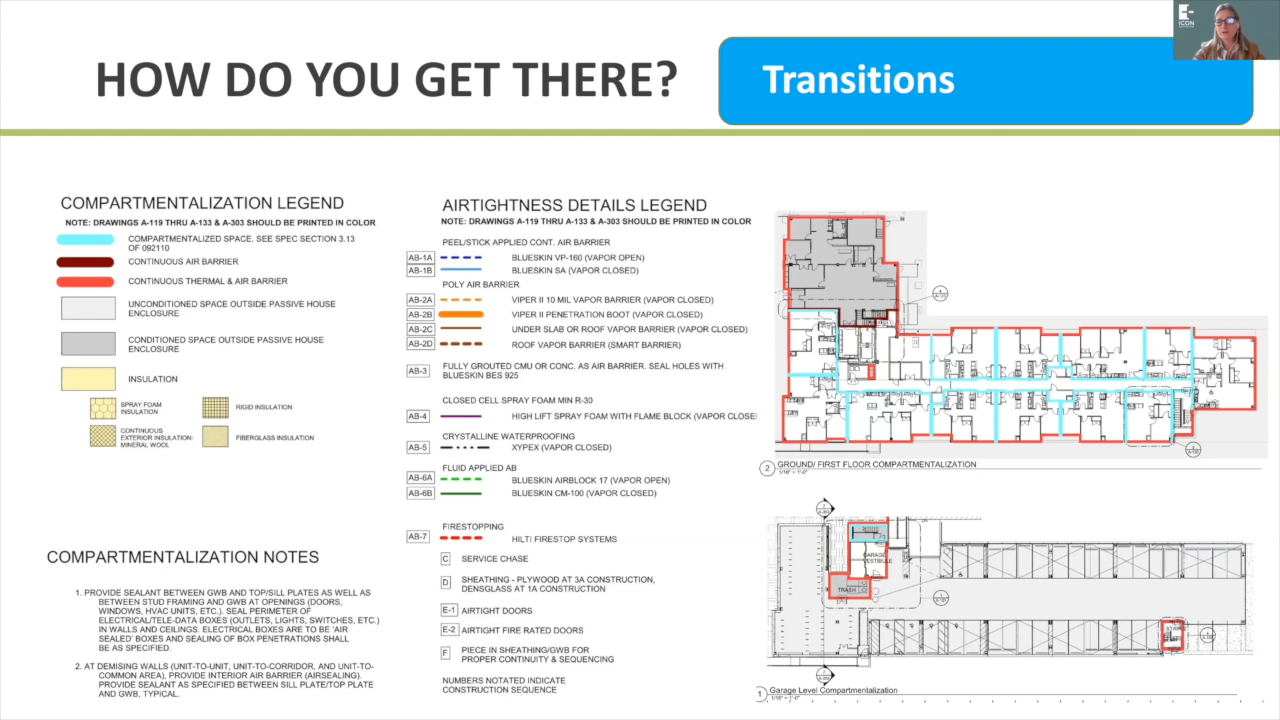 HOW DO YOU GET THERE?
Transitions
ICON
COMPARTMENTALIZATION LEGEND
NOTE: DRAWINGS A-119 THRU A-133 & A-303 SHOULD BE PRINTED IN COLOR
COMPARTMENTALIZED SPACE. SEE SPEC SECTION 3.13
OF 092110
CONTINUOUS AIR BARRIER
CONTINUOUS THERMAL & AIR BARRIER
UNCONDITIONED SPACE OUTSIDE PASSIVE HOUSE
ENCLOSURE
CONDITIONED SPACE OUTSIDE PASSIVE HOUSE
ENCLOSURE
INSULATION
SPRAY FOAM
INSULATION
RIGID INSULATION
CONTINUOUS
EXTERIOR INSULATION:
MINERAL WOOL
FIBERGLASS INSULATION
COMPARTMENTALIZATION NOTES
1. PROVIDE SEALANT BETWEEN GWB AND TOP/SILL PLATES AS WELL AS
BETWEEN STUD FRAMING AND GWB AT OPENINGS (DOORS,
WINDOWS, HVAC UNITS, ETC.). SEAL PERIMETER OF
ELECTRICAL/TELE-DATA BOXES (OUTLETS, LIGHTS, SWITCHES, ETC.)
IN WALLS AND CEILINGS. ELECTRICAL BOXES ARE TO BE 'AIR
SEALED' BOXES AND SEALING OF BOX PENETRATIONS SHALL
BE AS SPECIFIED.
2. AT DEMISING WALLS (UNIT-TO-UNIT, UNIT-TO-CORRIDOR, AND UNIT-TO-
COMMON AREA), PROVIDE INTERIOR AIR BARRIER (AIRSEALING).
PROVIDE SEALANT AS SPECIFIED BETWEEN SILL PLATE/TOP PLATE
AND GWB, TYPICAL.
AIRTIGHTNESS DETAILS LEGEND
NOTE: DRAWINGS A-119 THRU A-133 & A-303 SHOULD BE PRINTED IN COLOR
PEEL/STICK APPLIED CONT. AIR BARRIER
AB-1A BLUESKIN VP-160 (VAPOR OPEN)
AB-1B BLUESKIN SA (VAPOR CLOSED)
POLY AIR BARRIER
AB-2A VIPER II 10 MIL VAPOR BARRIER (VAPOR CLOSED)
AB-2B VIPER II PENETRATION BOOT (VAPOR CLOSED)
AB-2C UNDER SLAB OR ROOF VAPOR BARRIER (VAPOR CLOSED)
AB-2D ROOF VAPOR BARRIER (SMART BARRIER)
AB-3 FULLY GROUTED CMU OR CONC. AS AIR BARRIER. SEAL HOLES WITH
BLUESKIN BES 925
CLOSED CELL SPRAY FOAM MIN R-30
AB-4 HIGH LIFT SPRAY FOAM WITH FLAME BLOCK (VAPOR CLOSE
CRYSTALLINE WATERPROOFING
AB-5 XYPEX (VAPOR CLOSED)
FLUID APPLIED AB
AB-6A BLUESKIN AIRBLOCK 17 (VAPOR OPEN)
AB-6B BLUESKIN CM-100 (VAPOR CLOSED)
FIRESTOPPING
AB-7 HILTI FIRESTOP SYSTEMS
C SERVICE CHASE
D SHEATHING - PLYWOOD AT 3A CONSTRUCTION,
DENSGLASS AT 1A CONSTRUCTION
E-1 AIRTIGHT DOORS
E-2 AIRTIGHT FIRE RATED DOORS
F PIECE IN SHEATHING/GWB FOR
PROPER CONTINUITY & SEQUENCING
NUMBERS NOTATED INDICATE
CONSTRUCTION SEQUENCE
2 GROUND/ FIRST FLOOR COMPARTMENTALIZATION
1/16" = 1'-0"
GARAGE
VESTIBULE
TRASH
STAIR
1 Garage Level Compartmentalization
1/16" = 1'-0"